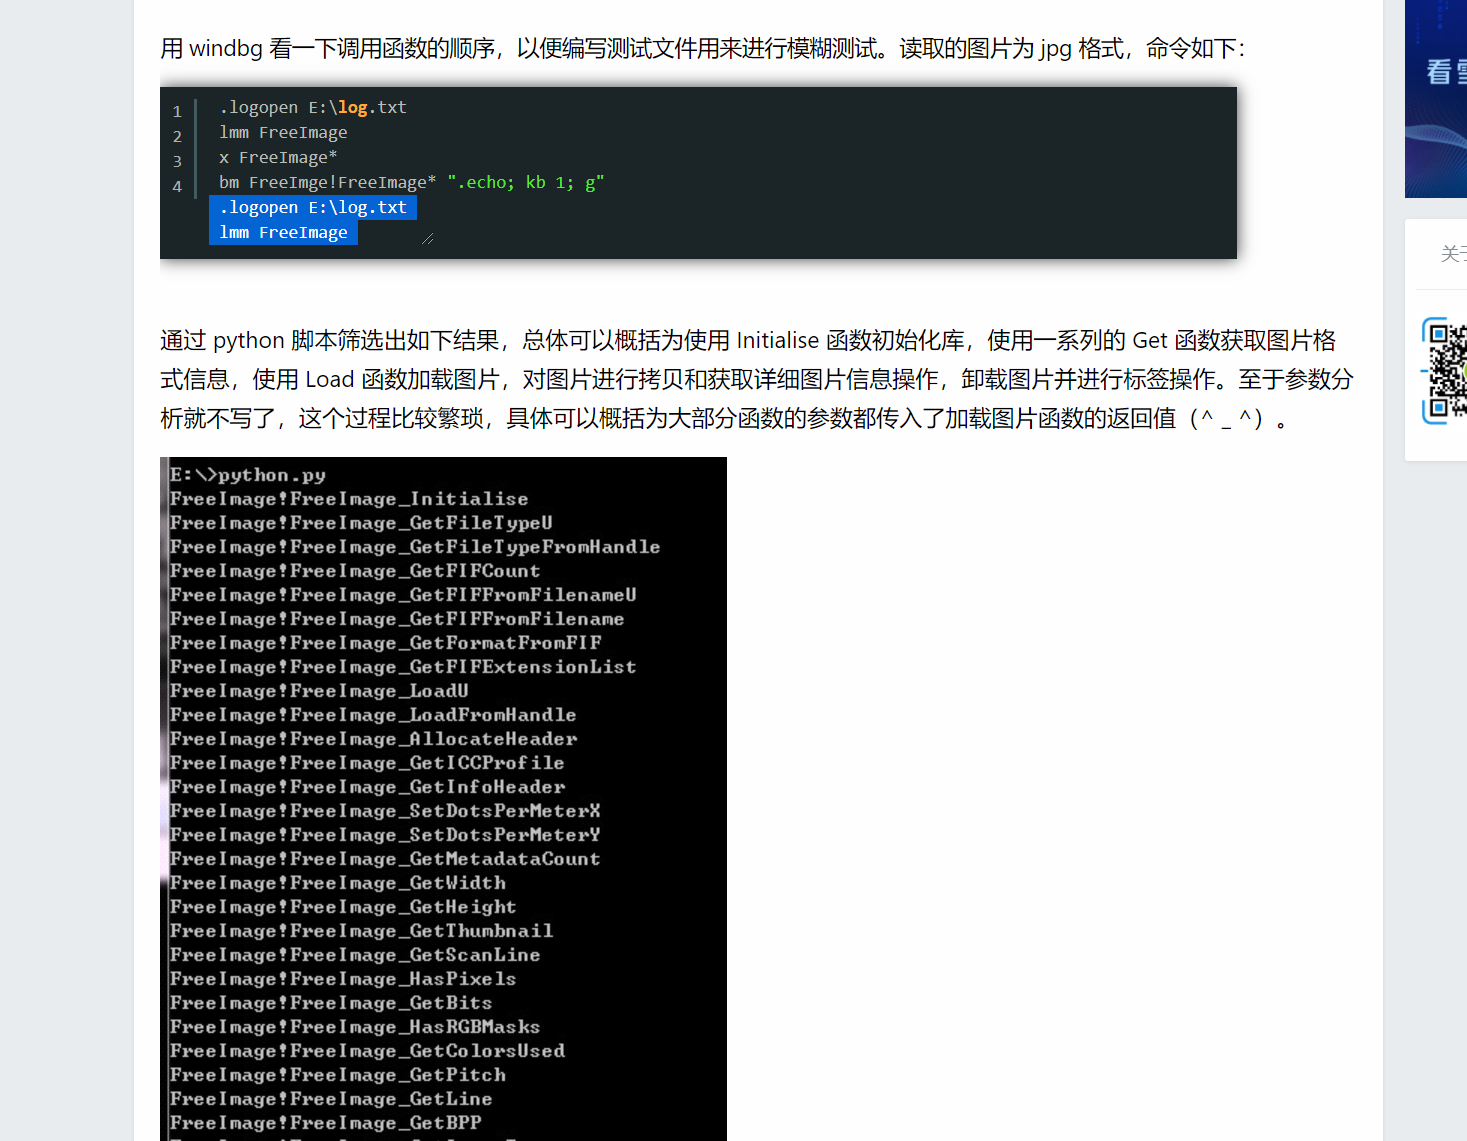 用 windbg 看一下调用函数的顺序，以便编写测试文件用来进行模糊测试。读取的图片为 jpg 格式，命令如下：
1 .logopen E:\log.txt
2 lmm FreeImage
3 x FreeImage*
4 bm FreeImge!FreeImage* ".echo; kb 1; g"
.logopen E:\log.txt
lmm FreeImage
通过 python 脚本筛选出如下结果，总体可以概括为使用 Initialise 函数初始化库，使用一系列的 Get 函数获取图片格
式信息，使用 Load 函数加载图片，对图片进行拷贝和获取详细图片信息操作，卸载图片并进行标签操作。至于参数分
析就不写了，这个过程比较繁琐，具体可以概括为大部分函数的参数都传入了加载图片函数的返回值（^ _ ^）。
E:\>python.py
FreeImage!FreeImage_Initialise
FreeImage!FreeImage_GetFileTypeU
FreeImage!FreeImage_GetFileTypeFromHandle
FreeImage!FreeImage_GetFIFCount
FreeImage!FreeImage_GetFIFFromFilenameU
FreeImage!FreeImage_GetFIFFromFilename
FreeImage!FreeImage_GetFormatFromFIF
FreeImage!FreeImage_GetFIFExtensionList
FreeImage!FreeImage_LoadU
FreeImage!FreeImage_LoadFromHandle
FreeImage!FreeImage_AllocateHeader
FreeImage!FreeImage_GetICCProfile
FreeImage!FreeImage_GetInfoHeader
FreeImage!FreeImage_SetDotsPerMeterX
FreeImage!FreeImage_SetDotsPerMeterY
FreeImage!FreeImage_GetMetadataCount
FreeImage!FreeImage_GetWidth
FreeImage!FreeImage_GetHeight
FreeImage!FreeImage_GetThumbnail
FreeImage!FreeImage_GetScanLine
FreeImage!FreeImage_HasPixels
FreeImage!FreeImage_GetBits
FreeImage!FreeImage_HasRGBMasks
FreeImage!FreeImage_GetColorsUsed
FreeImage!FreeImage_GetPitch
FreeImage!FreeImage_GetLine
FreeImage!FreeImage_GetBPP
看
关